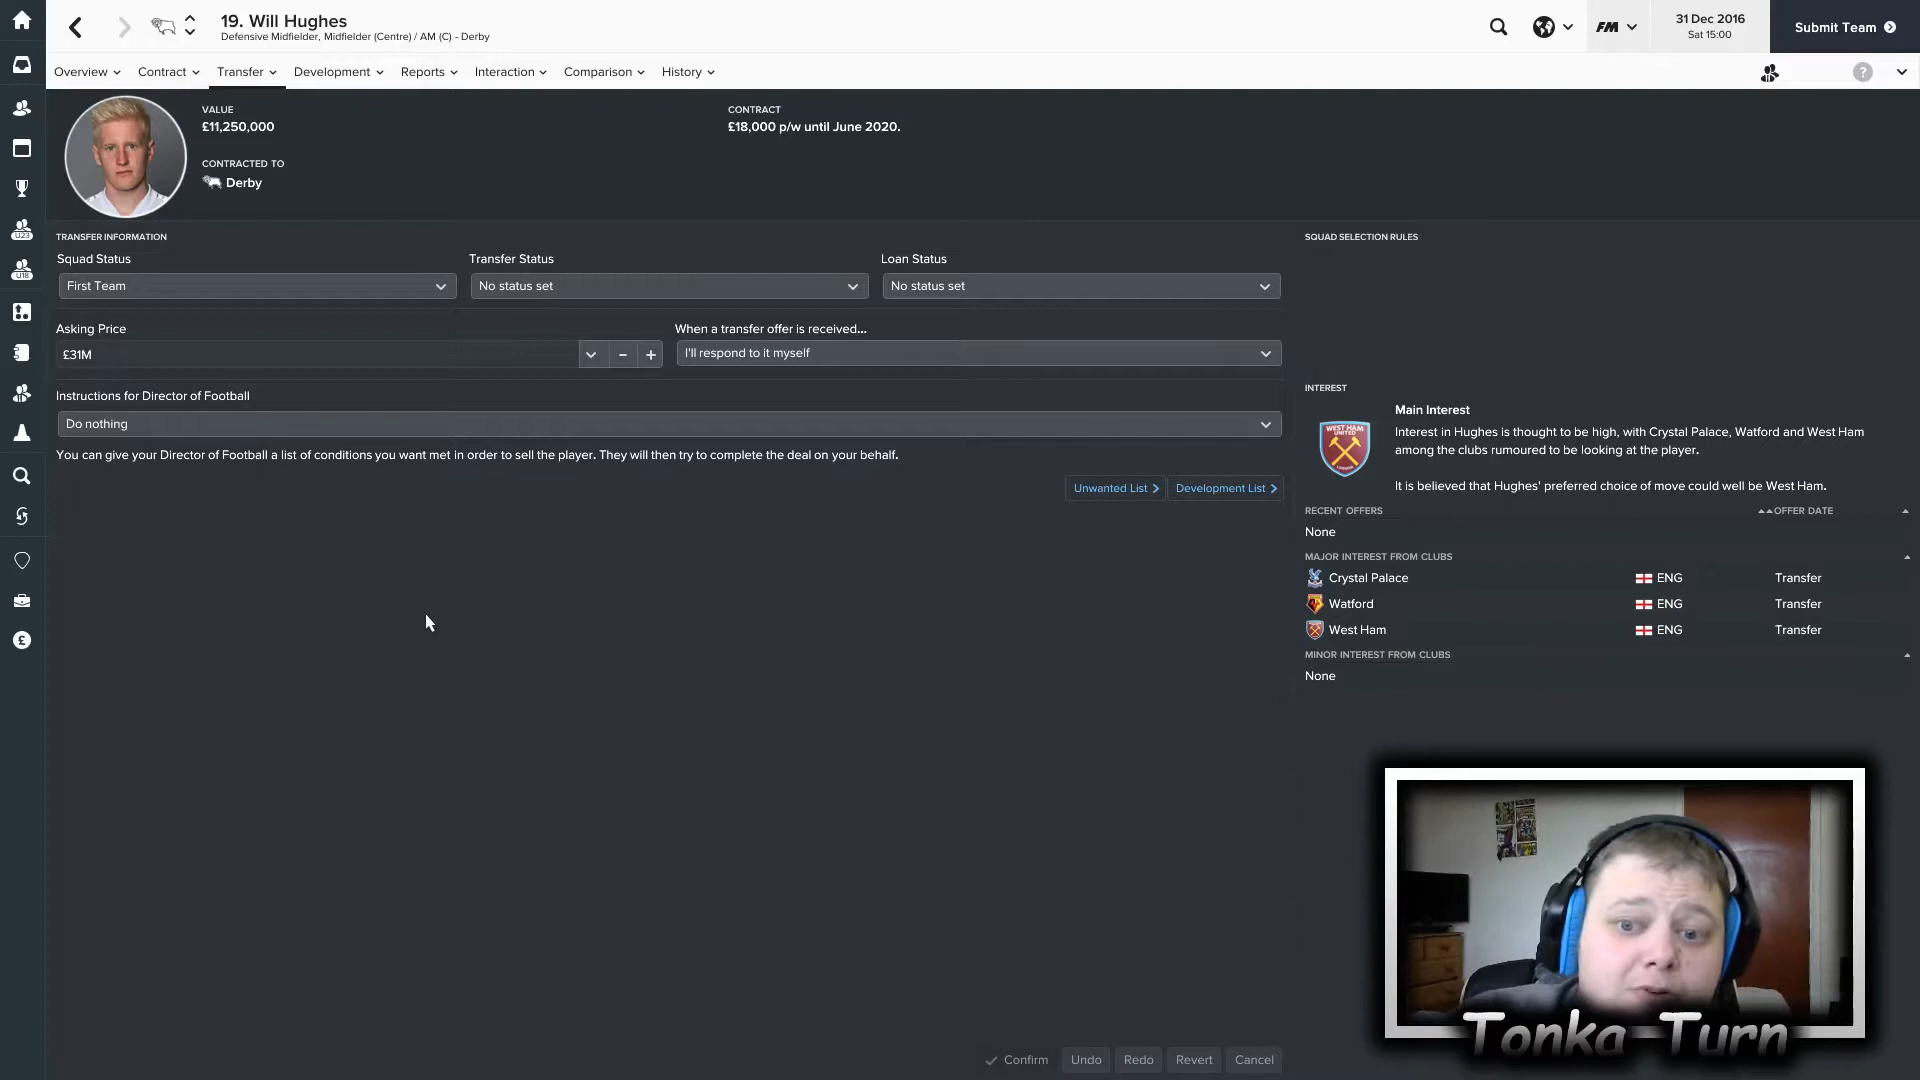 19. Will Hughes
Defensive Midfielder, Midfielder (Centre) / AM (C) - Derby
FM
31 Dec 2016
Sat 15:00
Submit Team
Overview
Contract
Transfer
Development
Reports
Interaction
Comparison
History
?
VALUE
£11,250,000
CONTRACT
£18,000 p/w until June 2020.
CONTRACTED TO
Derby
U23
U18
£
TRANSFER INFORMATION
Squad Status
Transfer Status
Loan Status
First Team
No status set
No status set
Asking Price
When a transfer offer is received...
£31M
I'll respond to it myself
Instructions for Director of Football
Do nothing
You can give your Director of Football a list of conditions you want met in order to sell the player. They will then try to complete the deal on your behalf.
Unwanted List
Development List
SQUAD SELECTION RULES
INTEREST
WEST HAM
UNITED
LONDON
Main Interest
Interest in Hughes is thought to be high, with Crystal Palace, Watford and West Ham
among the clubs rumoured to be looking at the player.
It is believed that Hughes' preferred choice of move could well be West Ham.
RECENT OFFERS
OFFER DATE
None
MAJOR INTEREST FROM CLUBS
Crystal Palace ENG Transfer
Watford ENG Transfer
West Ham ENG Transfer
MINOR INTEREST FROM CLUBS
None
Tonka Turn
Confirm
Undo
Redo
Revert
Cancel